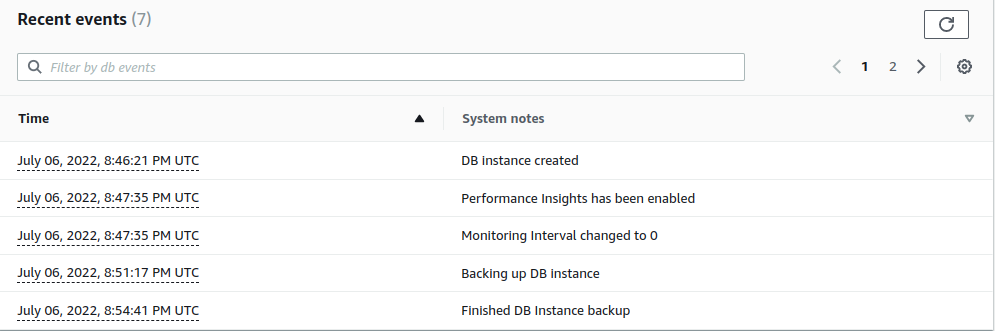 Recent events (7)
Filter by db events
1 2
Time System notes
July 06, 2022, 8:46:21 PM UTC DB instance created
July 06, 2022, 8:47:35 PM UTC Performance Insights has been enabled
July 06, 2022, 8:47:35 PM UTC Monitoring Interval changed to 0
July 06, 2022, 8:51:17 PM UTC Backing up DB instance
July 06, 2022, 8:54:41 PM UTC Finished DB Instance backup